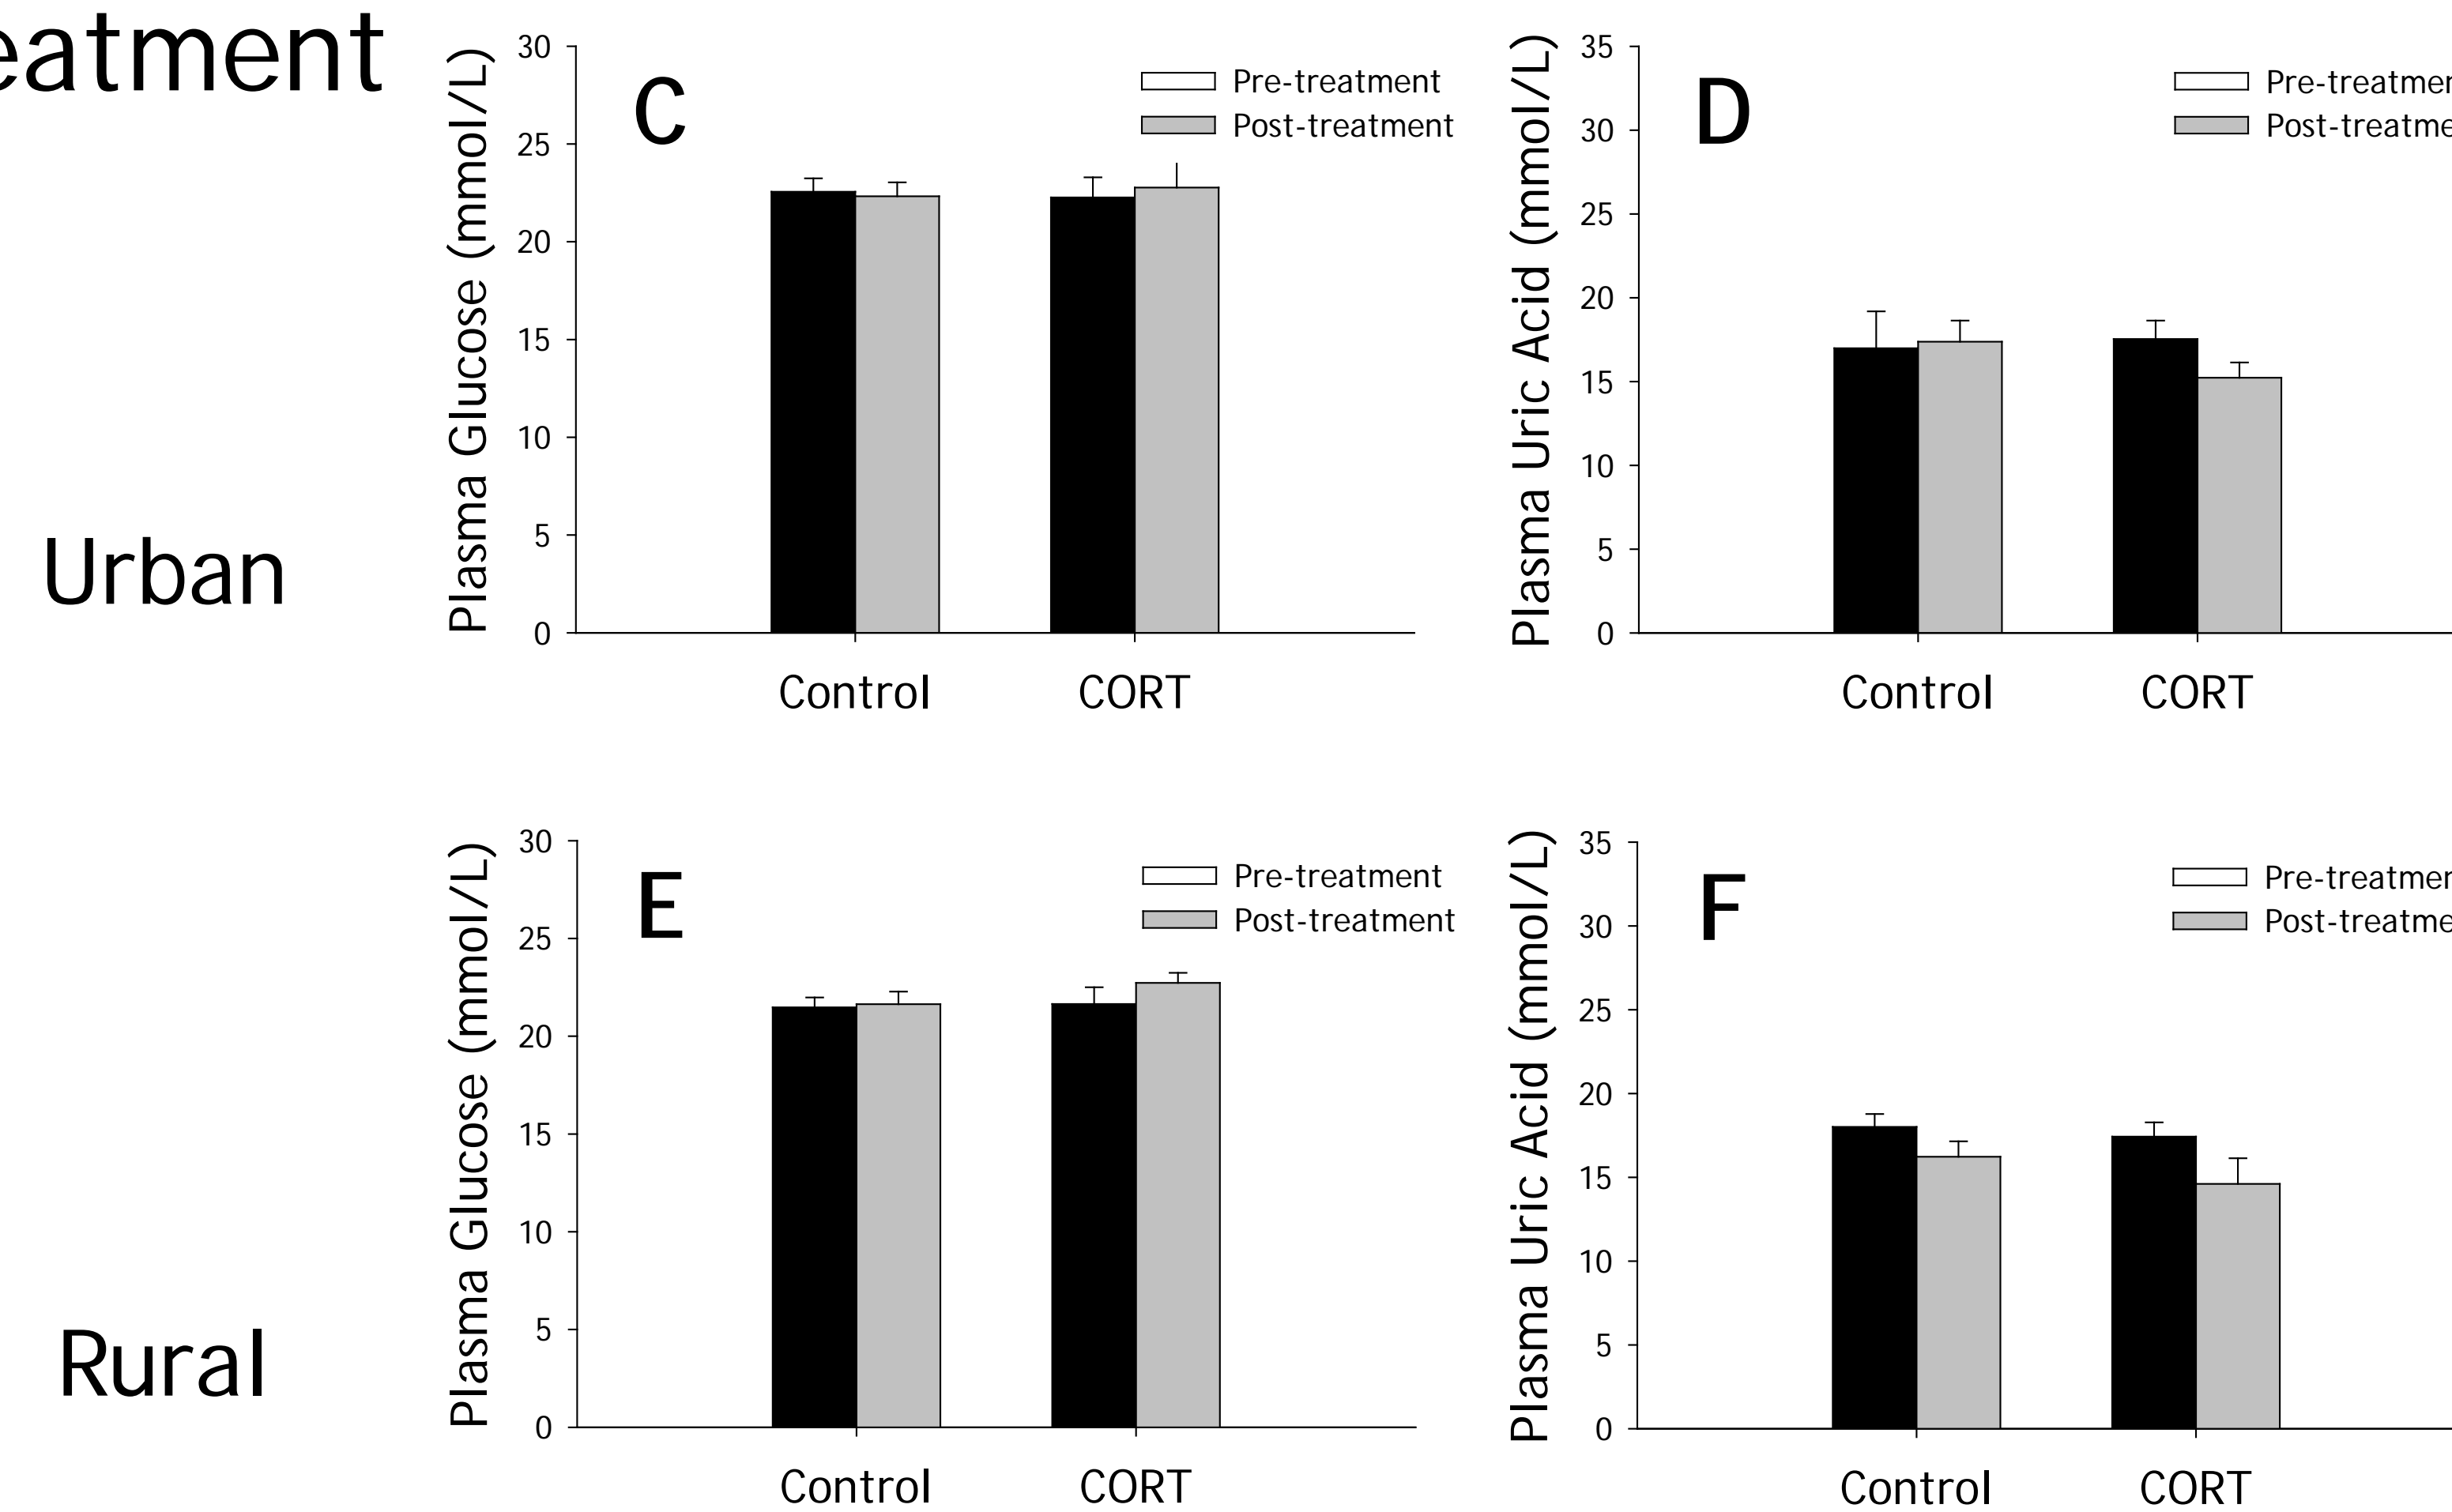 eatment
Urban
Rural
C
Plasma Glucose (mmol/L)
30
25
20
15
10
5
0
Pre-treatment
Post-treatment
Control CORT
D
Plasma Uric Acid (mmol/L)
35
30
25
20
15
10
5
0
Pre-treatmen
Post-treatme
Control CORT
E
Plasma Glucose (mmol/L)
30
25
20
15
10
5
0
Pre-treatment
Post-treatment
Control CORT
F
Plasma Uric Acid (mmol/L)
35
30
25
20
15
10
5
0
Pre-treatmen
Post-treatme
Control CORT